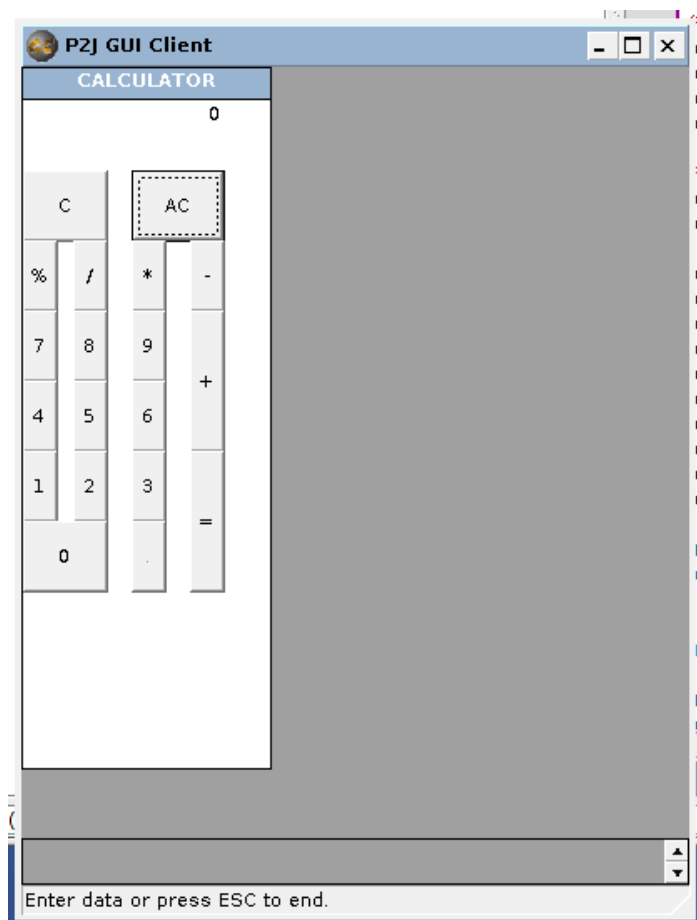 P2J GUI Client
CALCULATOR
0
C AC
% / * -
7 8 9
+
4 5 6
1 2 3
=
0 .
Enter data or press ESC to end.